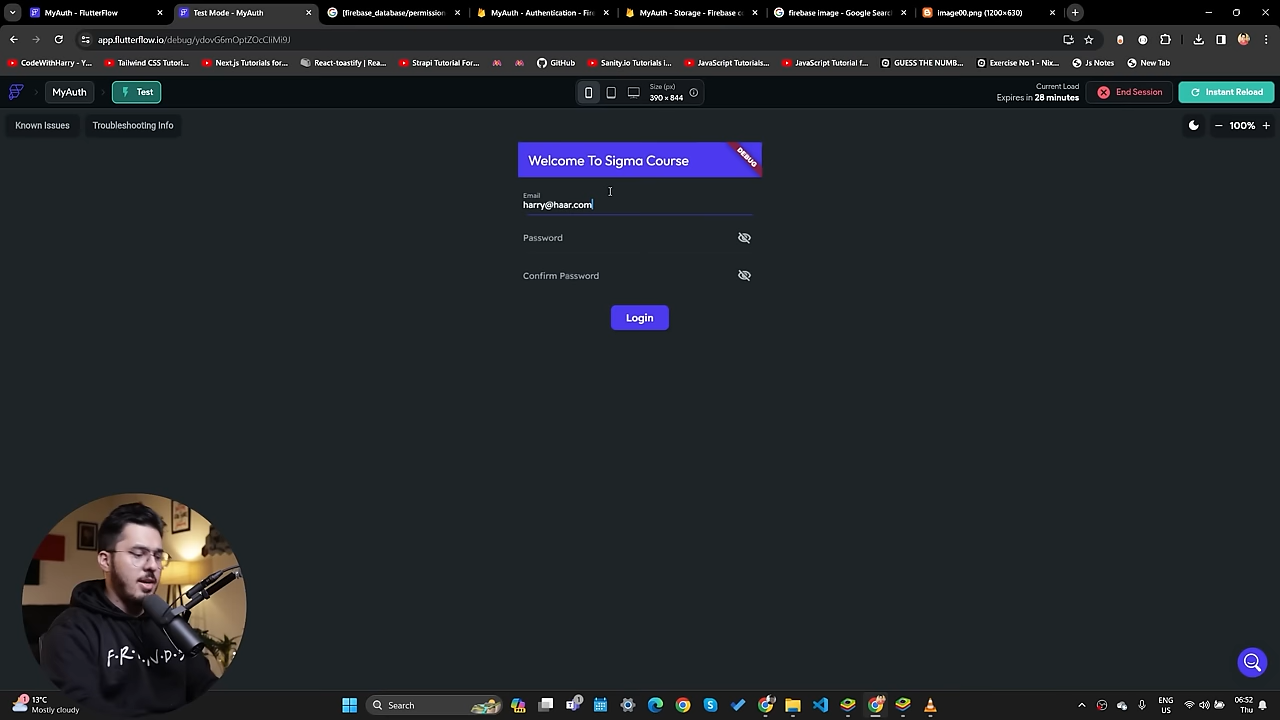 MyAuth - FlutterFlow
Test Mode - MyAuth
[firebase_database/permission
MyAuth - Authentication - Fire
MyAuth - Storage - Firebase c
firebase image - Google Search
image00.png (1200×630)
app.flutterflow.io/debug/ydovG6mOptZOcCliMi9J
CodeWithHarry - Y...
Tailwind CSS Tutori...
Next.js Tutorials for...
React-toastify | Rea...
Strapi Tutorial For...
GitHub
Sanity.io Tutorials I...
JavaScript Tutorials...
JavaScript Tutorial f...
GUESS THE NUMB...
Exercise No 1 - Nix...
Js Notes
New Tab
MyAuth
Test
Size (px)
390 × 844
Current Load
Expires in 28 minutes
End Session
Instant Reload
Known Issues
Troubleshooting Info
100%
Welcome To Sigma Course
DEBUG
Email
harry@haar.com
Password
Confirm Password
Login
F·R·I·N·D·S
1
13°C
Mostly cloudy
Search
ENG
US
06:52
Thu